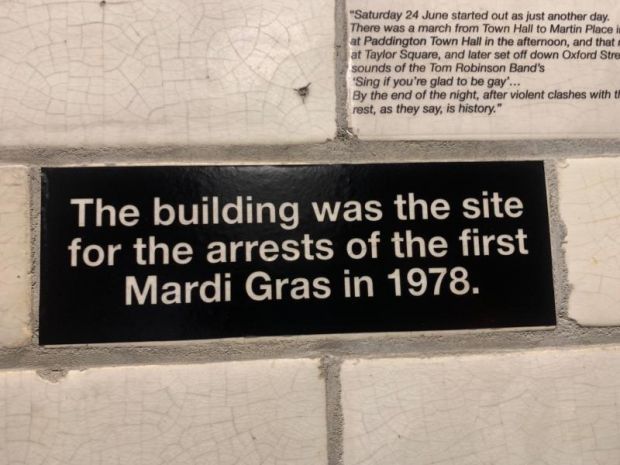 "Saturday 24 June started out as just another day.
There was a march from Town Hall to Martin Place
at Paddington Town Hall in the afternoon, and that
at Taylor Square, and later set off down Oxford
sounds of the Tom Robinson Band's
'Sing if you're glad to be gay'...
By the end of the night, after violent clashes with
rest, as they say, is history."
The building was the site
for the arrests of the first
Mardi Gras in 1978.